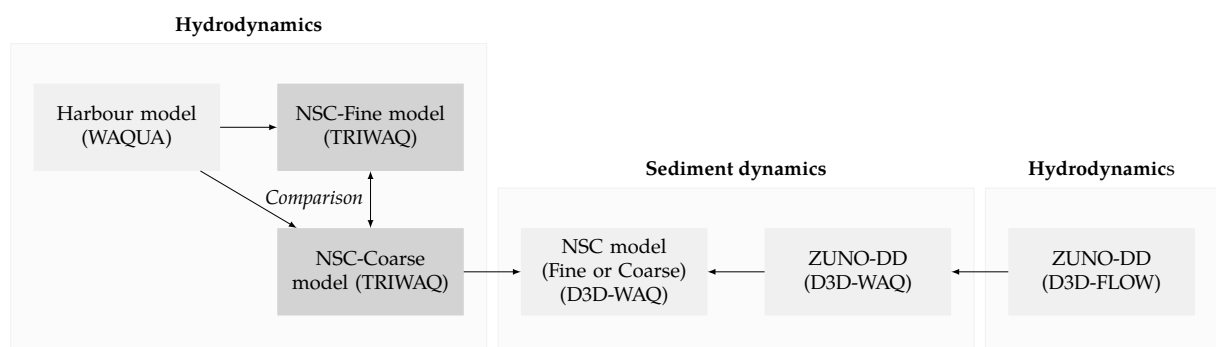 Hydrodynamics
Harbour model
(WAQUA)
NSC-Fine model
(TRIWAQ)
Comparison
NSC-Coarse
model (TRIWAQ)
Sediment dynamics
NSC model
(Fine or Coarse)
(D3D-WAQ)
ZUNO-DD
(D3D-WAQ)
Hydrodynamics
ZUNO-DD
(D3D-FLOW)